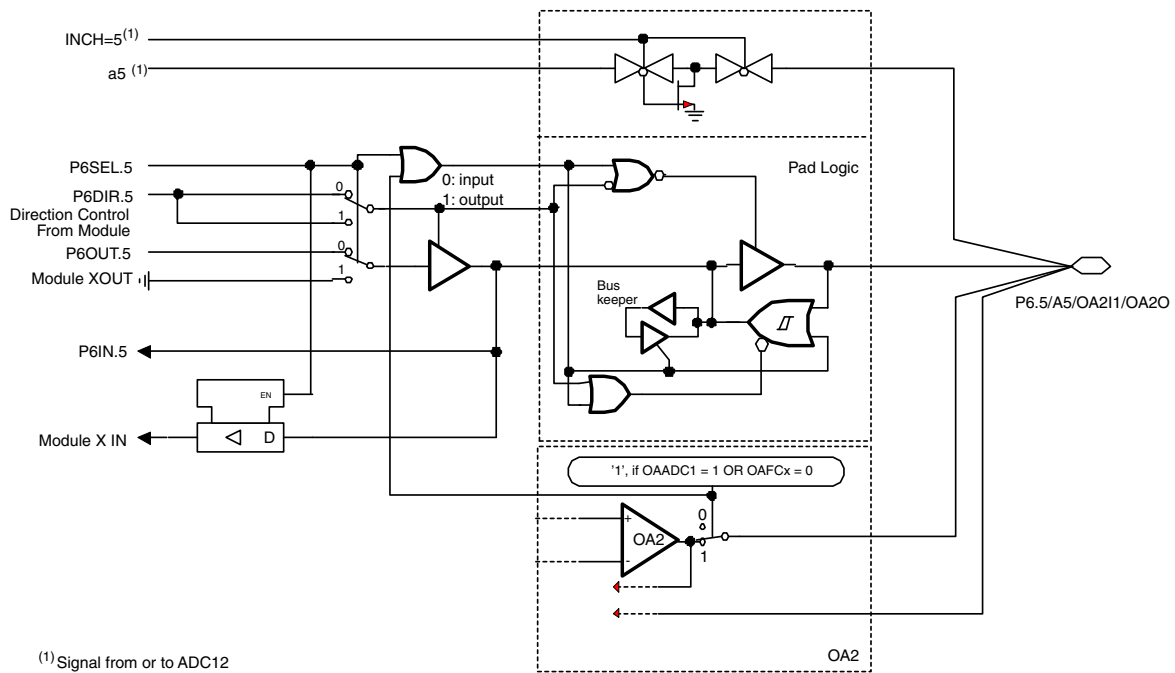 INCH=5(1)
a5 (1)
P6SEL.5
P6DIR.5
Direction Control
From Module
P6OUT.5
Module XOUT
P6IN.5
Module X IN
0
1
0
1
0: input
1: output
Pad Logic
Bus
keeper
EN
D
P6.5/A5/OA2I1/OA2O
'1', if OAADC1 = 1 OR OAFCx = 0
0
+
OA2
-
1
OA2
(1) Signal from or to ADC12